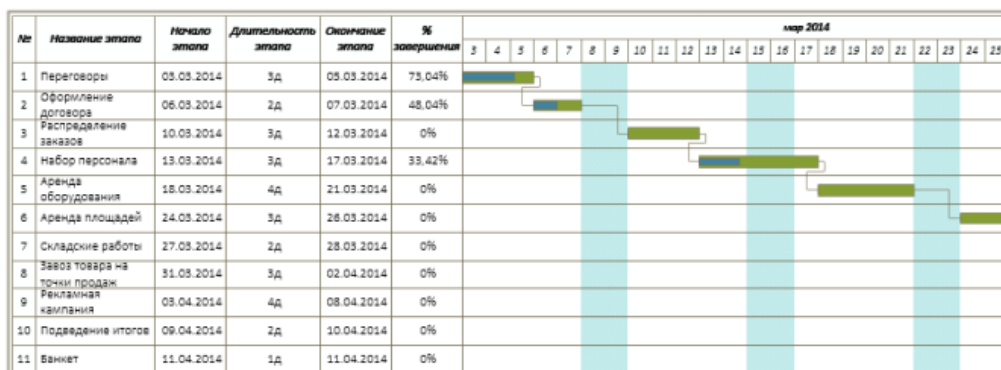 № Название этапа Начало этапа Длительность этапа Окончание этапа % завершения мар 2014
3 4 5 6 7 8 9 10 11 12 13 14 15 16 17 18 19 20 21 22 23 24 25
1 Переговоры 03.03.2014 3д 05.03.2014 73,04%
2 Оформление договора 06.03.2014 2д 07.03.2014 48,04%
3 Распределение заказов 10.03.2014 3д 12.03.2014 0%
4 Набор персонала 13.03.2014 3д 17.03.2014 33,42%
5 Аренда оборудования 18.03.2014 4д 21.03.2014 0%
6 Аренда площадей 24.03.2014 3д 26.03.2014 0%
7 Складские работы 27.03.2014 2д 28.03.2014 0%
8 Завоз товара на точки продаж 31.03.2014 3д 02.04.2014 0%
9 Рекламная кампания 03.04.2014 4д 08.04.2014 0%
10 Подведение итогов 09.04.2014 2д 10.04.2014 0%
11 Банкет 11.04.2014 1д 11.04.2014 0%